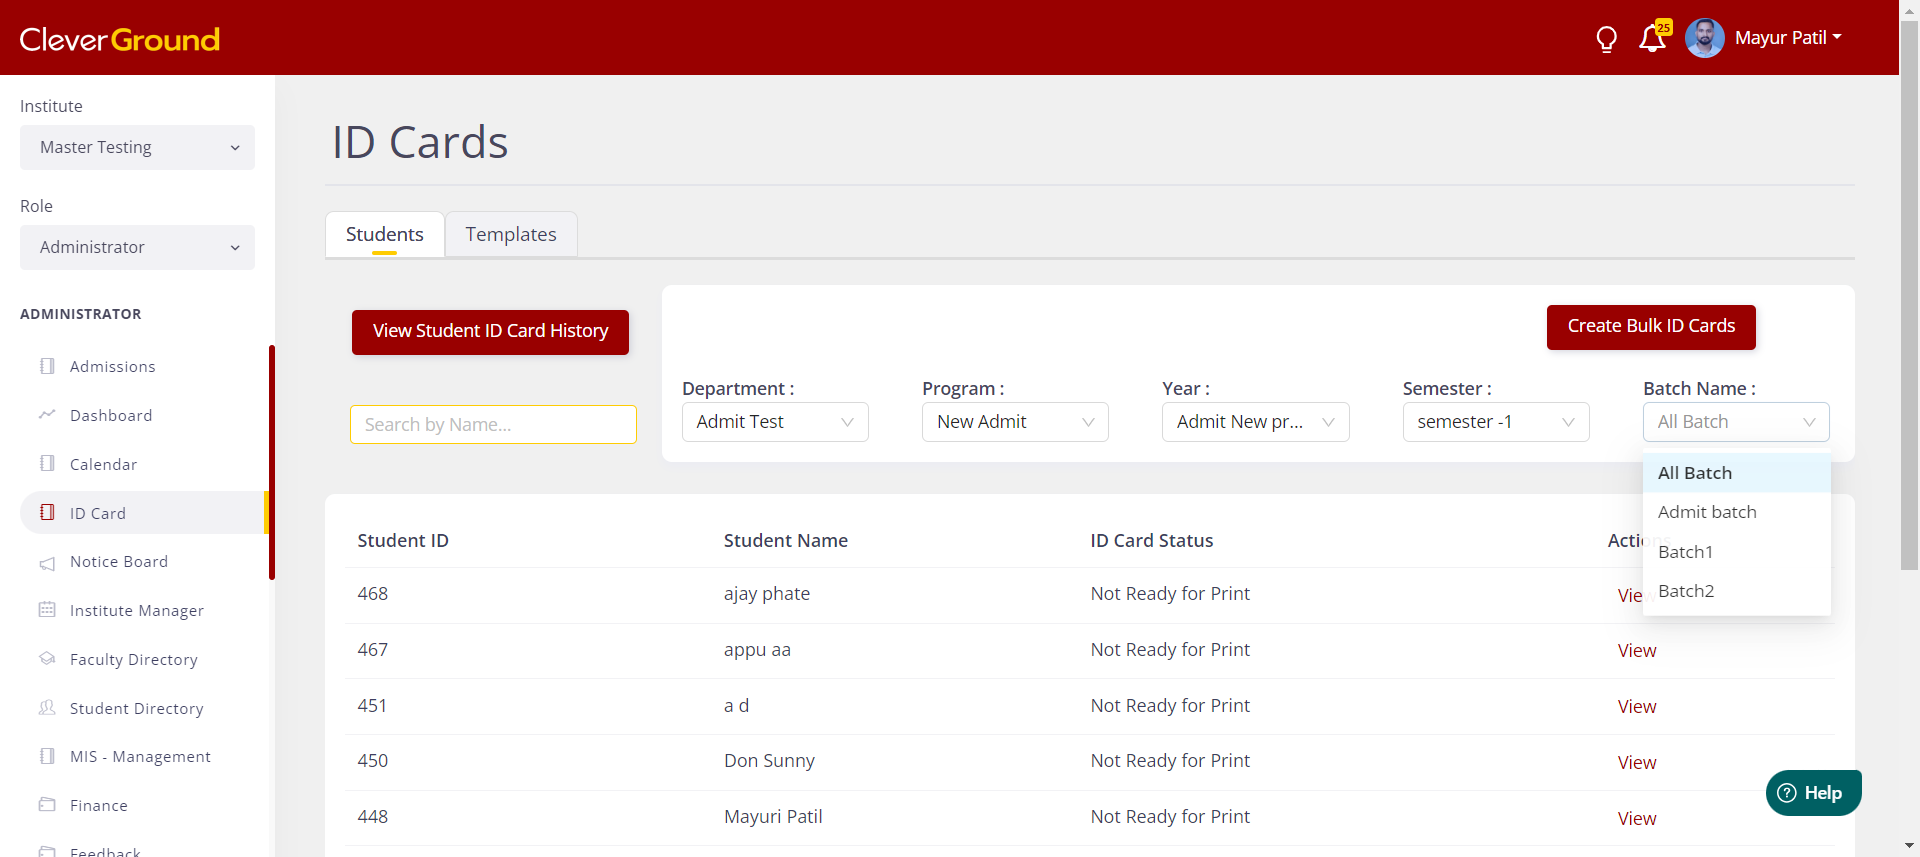 CleverGround
25
Mayur Patil
Institute
Master Testing
Role
Administrator
ADMINISTRATOR
Admissions
Dashboard
Calendar
ID Card
Notice Board
Institute Manager
Faculty Directory
Student Directory
MIS - Management
Finance
Feedback
ID Cards
Students
Templates
View Student ID Card History
Create Bulk ID Cards
Search by Name...
Department :
Program :
Year :
Semester :
Batch Name :
Admit Test
New Admit
Admit New pr...
semester -1
All Batch
All Batch
Admit batch
Batch1
Batch2
Student ID
Student Name
ID Card Status
Actions
468
ajay phate
Not Ready for Print
View
467
appu aa
Not Ready for Print
View
451
a d
Not Ready for Print
View
450
Don Sunny
Not Ready for Print
View
448
Mayuri Patil
Not Ready for Print
View
? Help